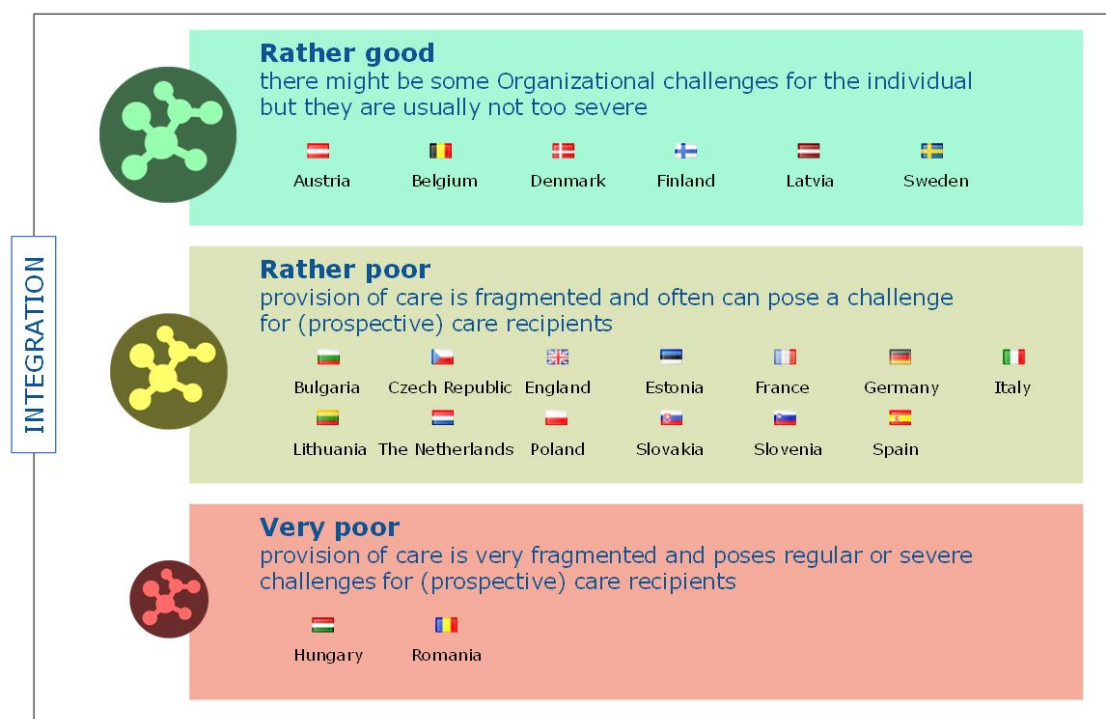 INTEGRATION
Rather good
there might be some Organizational challenges for the individual
but they are usually not too severe
Austria Belgium Denmark Finland Latvia Sweden
Rather poor
provision of care is fragmented and often can pose a challenge
for (prospective) care recipients
Bulgaria Czech Republic England Estonia France Germany Italy
Lithuania The Netherlands Poland Slovakia Slovenia Spain
Very poor
provision of care is very fragmented and poses regular or severe
challenges for (prospective) care recipients
Hungary Romania